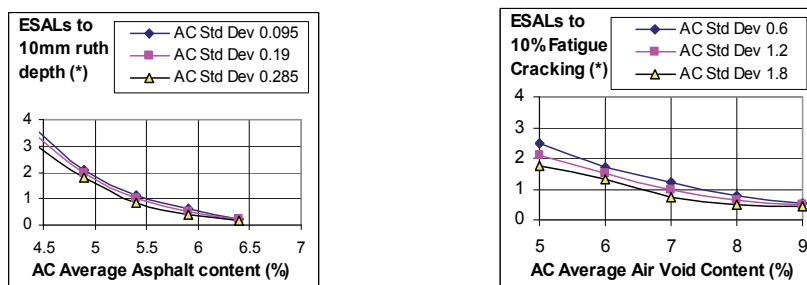 ESALs to
10mm ruth
depth (*)
AC Std Dev 0.095
AC Std Dev 0.19
AC Std Dev 0.285
4
3
2
1
0
4.5 5 5.5 6 6.5 7
AC Average Asphalt content (%)
ESALs to
10% Fatigue
Cracking (*)
AC Std Dev 0.6
AC Std Dev 1.2
AC Std Dev 1.8
4
3
2
1
0
5 6 7 8 9
AC Average Air Void Content (%)